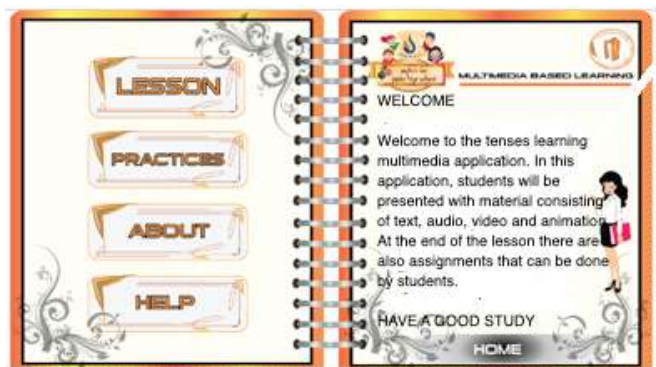 LESSON
PRACTICES
ABOUT
HELP
MULTIMEDIA BASED LEARNING
WELCOME
Welcome to the tenses learning
multimedia application. In this
application, students will be
presented with material consisting
of text, audio, video and animation
At the end of the lesson there are
also assignments that can be done
by students.
HAVE A GOOD STUDY
HOME